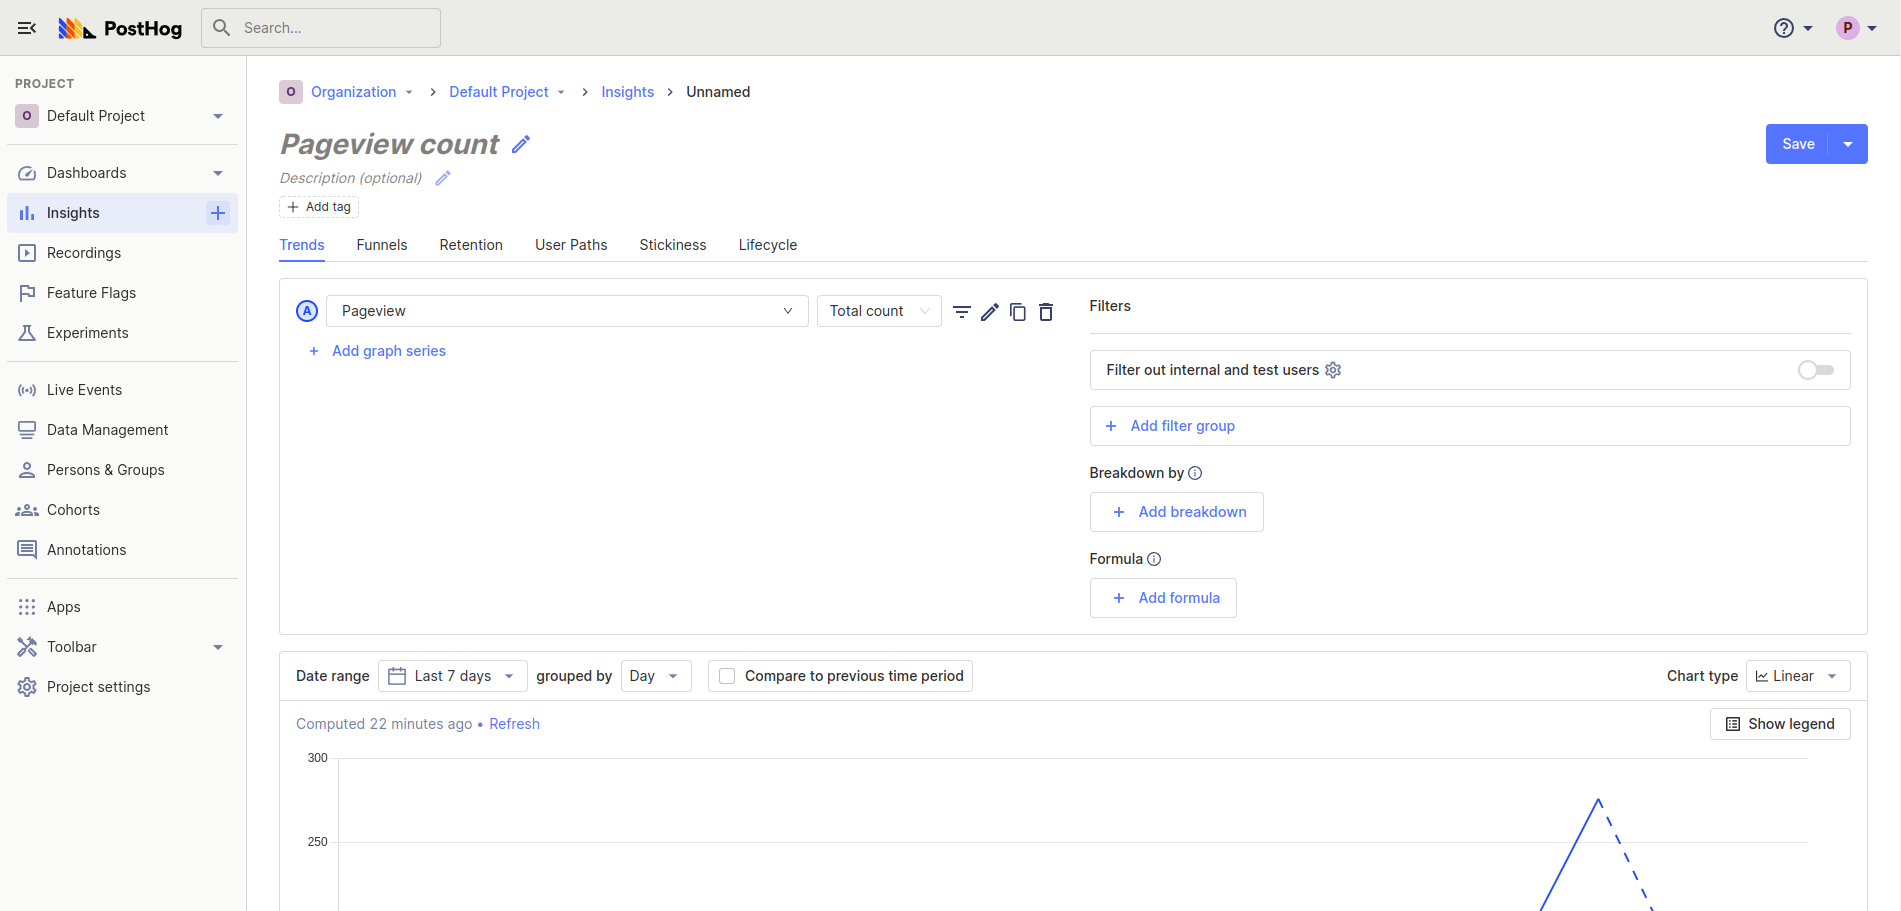 PostHog
Search...
P
PROJECT
O Default Project
Dashboards
Insights
Recordings
Feature Flags
Experiments
Live Events
Data Management
Persons & Groups
Cohorts
Annotations
Apps
Toolbar
Project settings
O Organization Default Project Insights Unnamed
Pageview count
Save
Description (optional)
Add tag
Trends Funnels Retention User Paths Stickiness Lifecycle
A Pageview Total count
Add graph series
Filters
Filter out internal and test users
Add filter group
Breakdown by
Add breakdown
Formula
Add formula
Date range Last 7 days grouped by Day Compare to previous time period Chart type Linear
Computed 22 minutes ago • Refresh Show legend
300
250